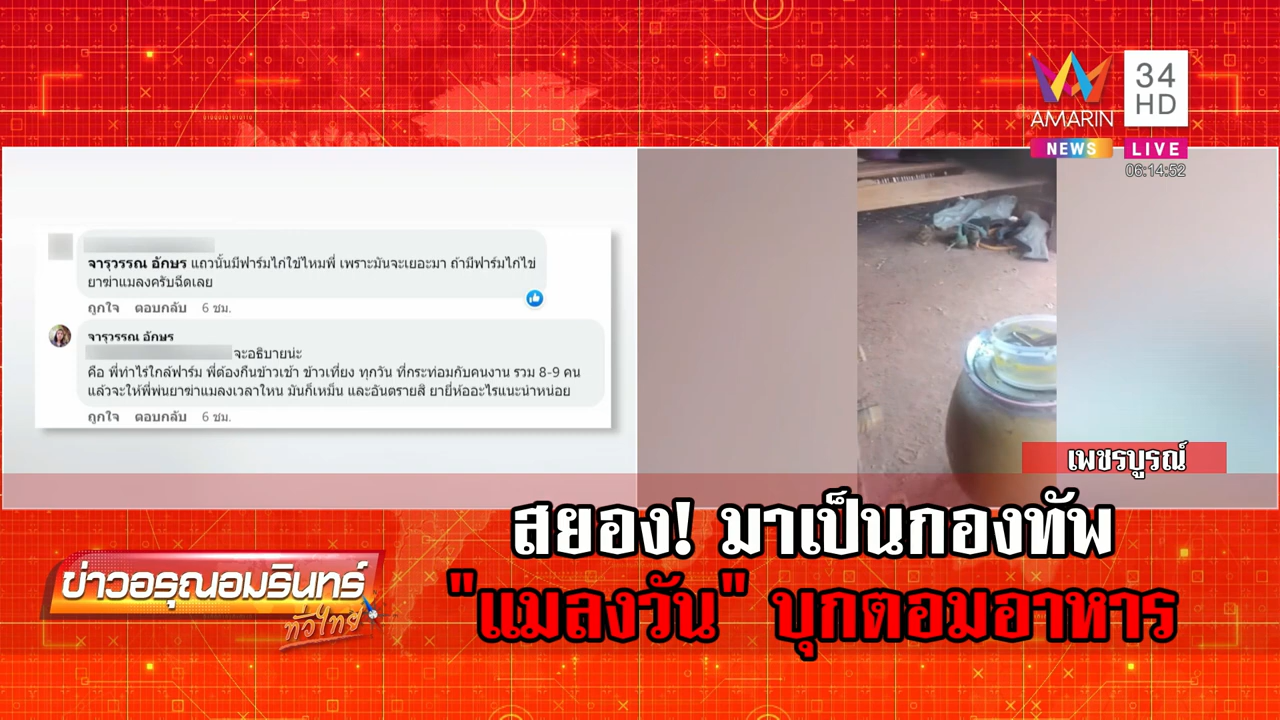 34
HD
AMARIN
NEWS LIVE
06:14:52
จารุวรรณ อักษร แถวนั้นมีฟาร์มไก่ใช้ไหมพี่ เพราะมันจะเยอะมา ถ้ามีฟาร์มไก่ไข่
ยาฆ่าแมลงครับฉีดเลย
ถูกใจ ตอบกลับ 6 ชม.
จารุวรรณ อักษร
จะอธิบายน่ะ
คือ พี่ทำไร่ใกล้ฟาร์ม พี่ต้องกืนข้าวเช้า ข้าวเที่ยง ทุกวัน ที่กระท่อมกับคนงาน รวม 8-9 คน
แล้วจะให้พี่พ่นยาฆ่าแมลงเวลาใหน มันก็เหม็น และอันตรายสิ ยายี่ห้ออะไรแนะนำหน่อย
ถูกใจ ตอบกลับ 6 ชม.
เพชรบูรณ์
สยอง! มาเป็นกองทัพ
"แมลงวัน" บุกตอมอาหาร
ข่าวอรุณอมรินทร์
ทั่วไทย